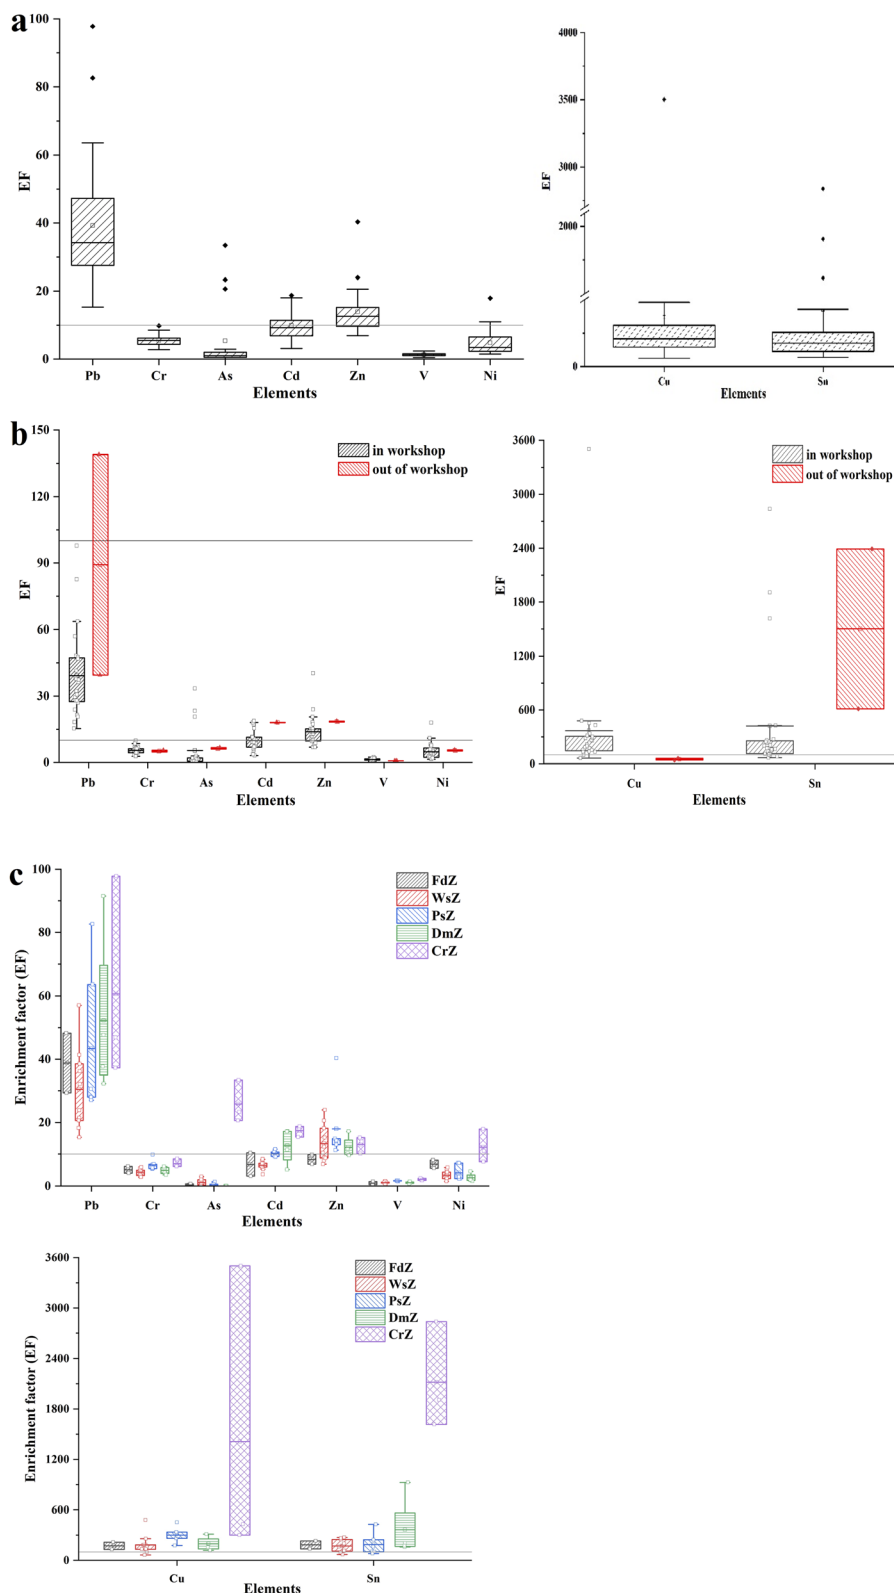 a
100
80
60
40
20
0
EF
Pb Cr As Cd Zn V Ni
Elements
4000
3500
3000
2000
0
EF
Cu Sn
Elements
b
150
120
90
60
30
0
EF
in workshop
out of workshop
Pb Cr As Cd Zn V Ni
Elements
3600
3000
2400
1800
1200
600
0
EF
in workshop
out of workshop
Cu Sn
Elements
c
100
80
60
40
20
0
Enrichment factor (EF)
FdZ
WsZ
PsZ
DmZ
CrZ
Pb Cr As Cd Zn V Ni
Elements
3600
3000
2400
1800
1200
600
0
Enrichment factor (EF)
FdZ
WsZ
PsZ
DmZ
CrZ
Cu Sn
Elements